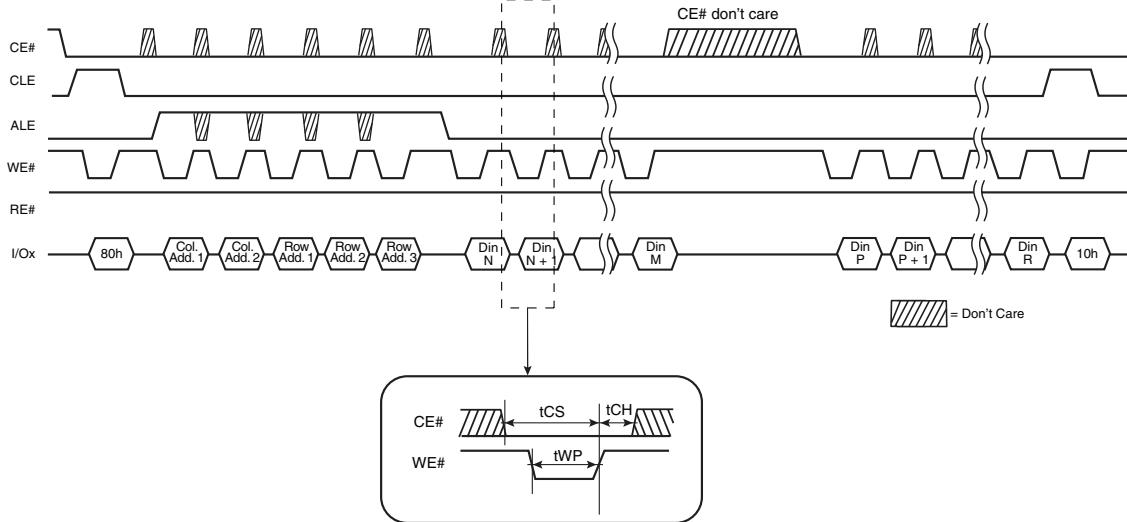 CE# don't care
CE#
CLE
ALE
WE#
RE#
I/Ox
80h
Col. Add. 1
Col. Add. 2
Row Add. 1
Row Add. 2
Row Add. 3
Din N
Din N + 1
Din M
Din P
Din P + 1
Din R
10h
= Don't Care
CE#
tCS
tCH
WE#
tWP